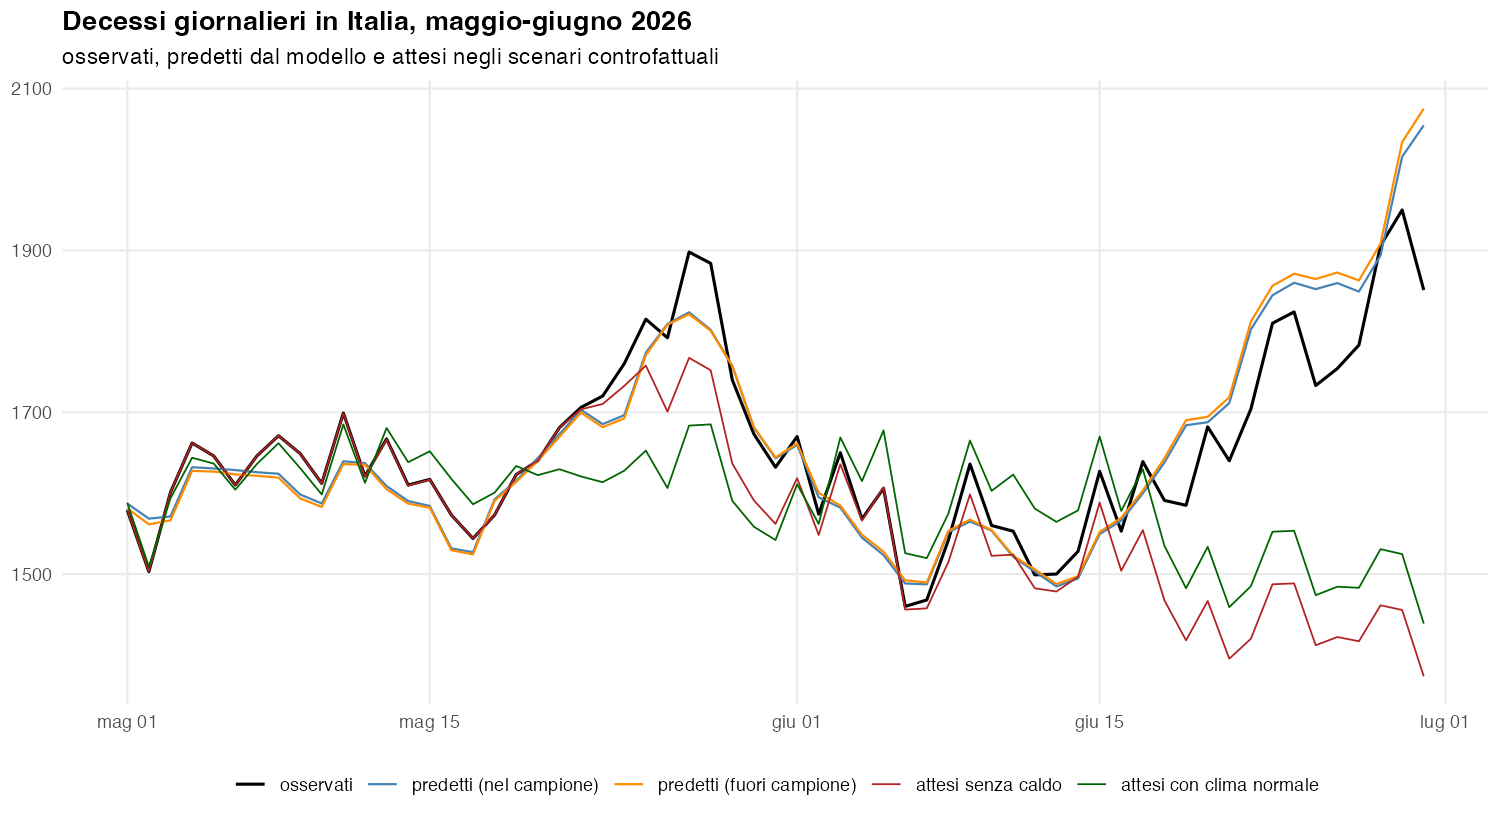 Decessi giornalieri in Italia, maggio-giugno 2026
osservati, predetti dal modello e attesi negli scenari controfattuali
2100
1900
1700
1500
mag 01 mag 15 giu 01 giu 15 lug 01
osservati predetti (nel campione) predetti (fuori campione) attesi senza caldo attesi con clima normale